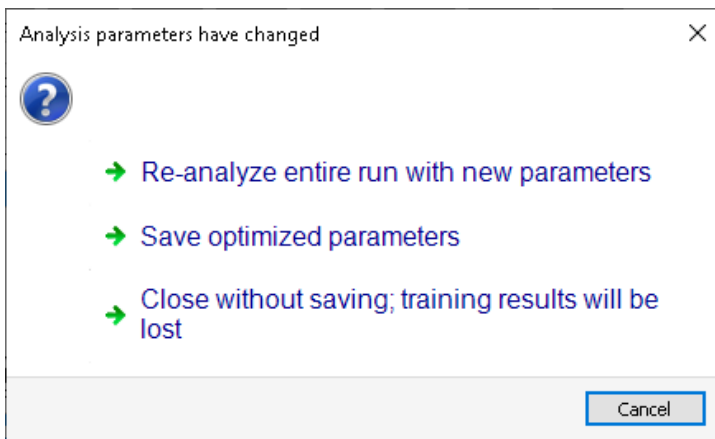 Analysis parameters have changed
Re-analyze entire run with new parameters
Save optimized parameters
Close without saving; training results will be
lost
Cancel